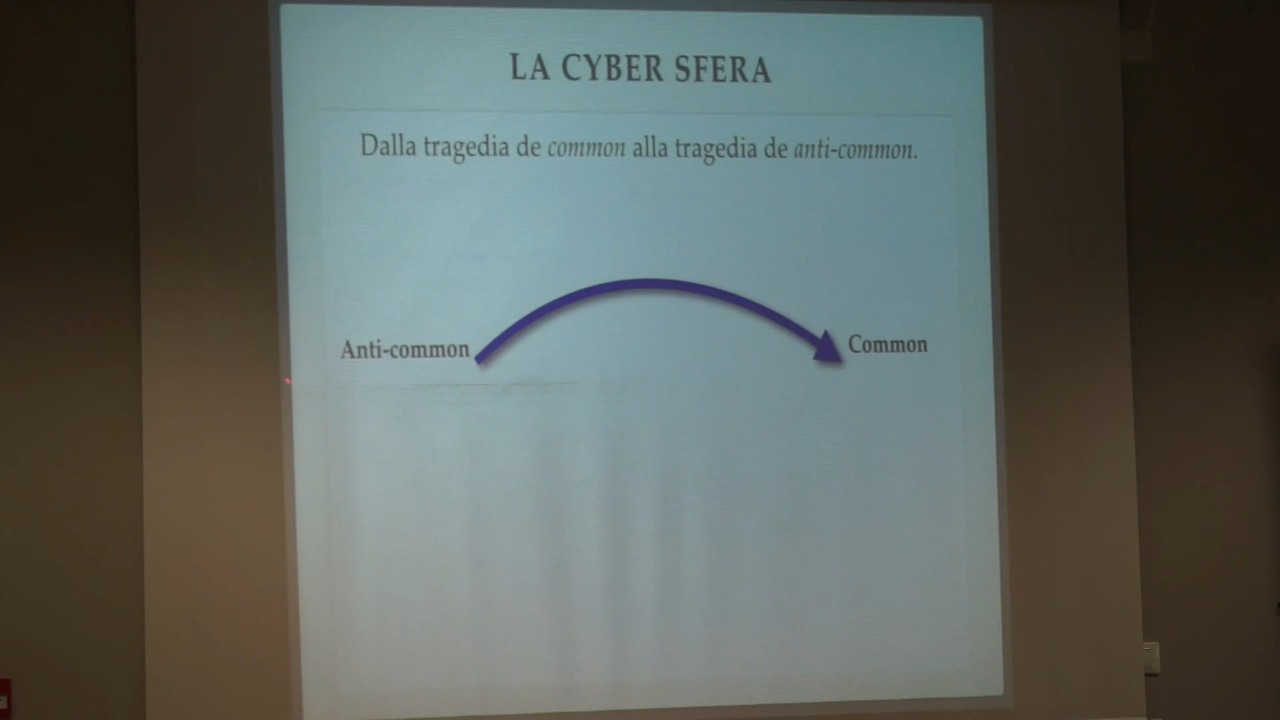 LA CYBER SFERA
Dalla tragedia de common alla tragedia de anti-common.
Anti-common
Common